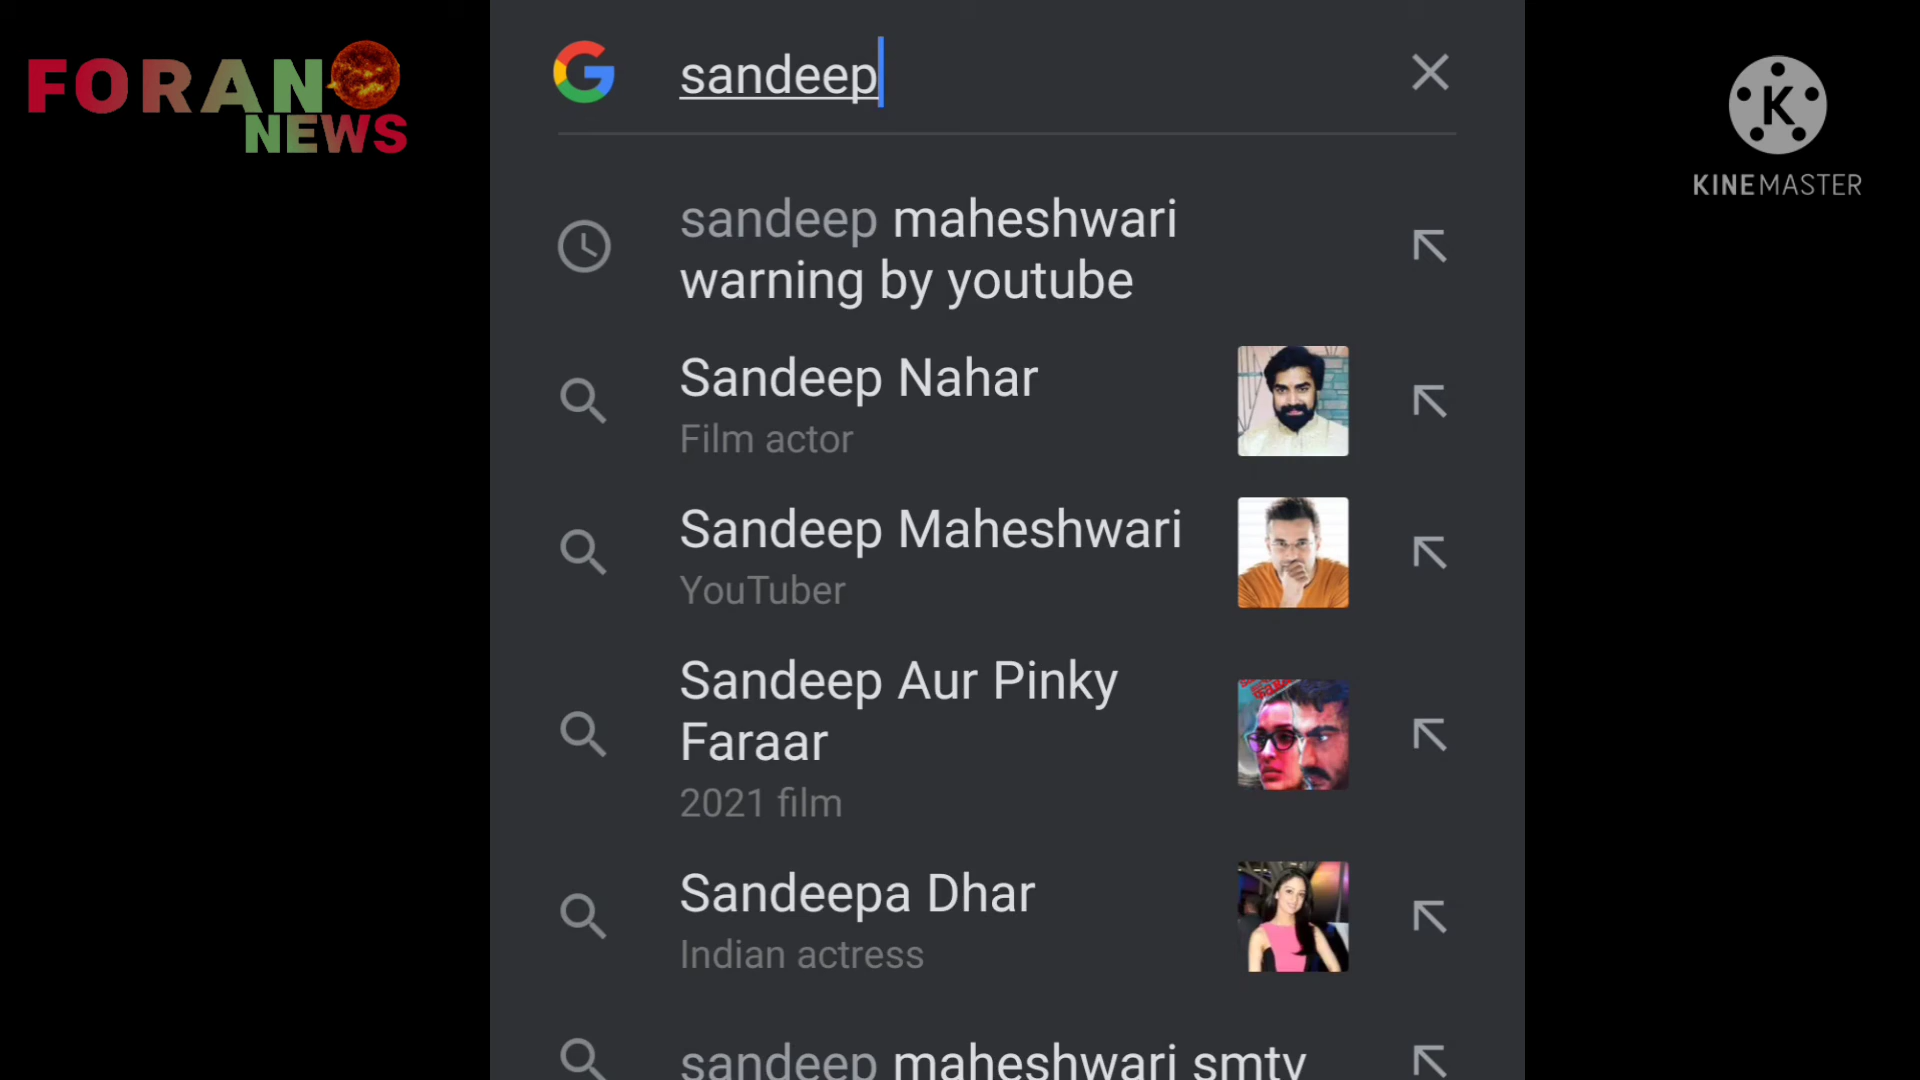 FORAN
NEWS
sandeep
KINEMASTER
sandeep maheshwari
warning by youtube
Sandeep Nahar
Film actor
Sandeep Maheshwari
YouTuber
Sandeep Aur Pinky
Faraar
2021 film
Sandeepa Dhar
Indian actress
sandeep maheshwari smtv